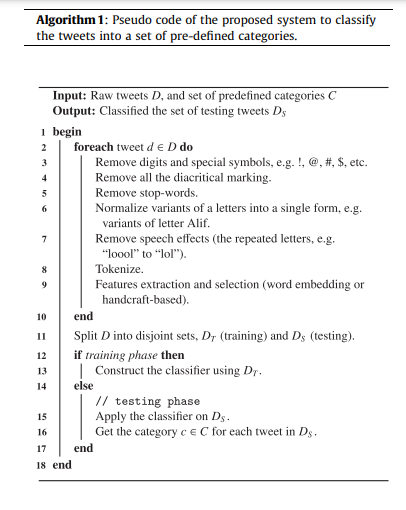 Algorithm1: Pseudo code of the proposed system to classify
the tweets into a set of pre-defined categories.
Input: Raw tweets D, and set of predefined categories C
Output: Classified the set of testing tweets D_S
1 begin
2 foreach tweet d ∈ D do
3 Remove digits and special symbols, e.g. !, @, #, $, etc.
4 Remove all the diacritical marking.
5 Remove stop-words.
6 Normalize variants of a letters into a single form, e.g.
variants of letter Alif.
7 Remove speech effects (the repeated letters, e.g.
"loool" to "lol").
8 Tokenize.
9 Features extraction and selection (word embedding or
handcraft-based).
10 end
11 Split D into disjoint sets, D_T (training) and D_S (testing).
12 if training phase then
13 Construct the classifier using D_T.
14 else
// testing phase
15 Apply the classifier on D_S.
16 Get the category c ∈ C for each tweet in D_S.
17 end
18 end